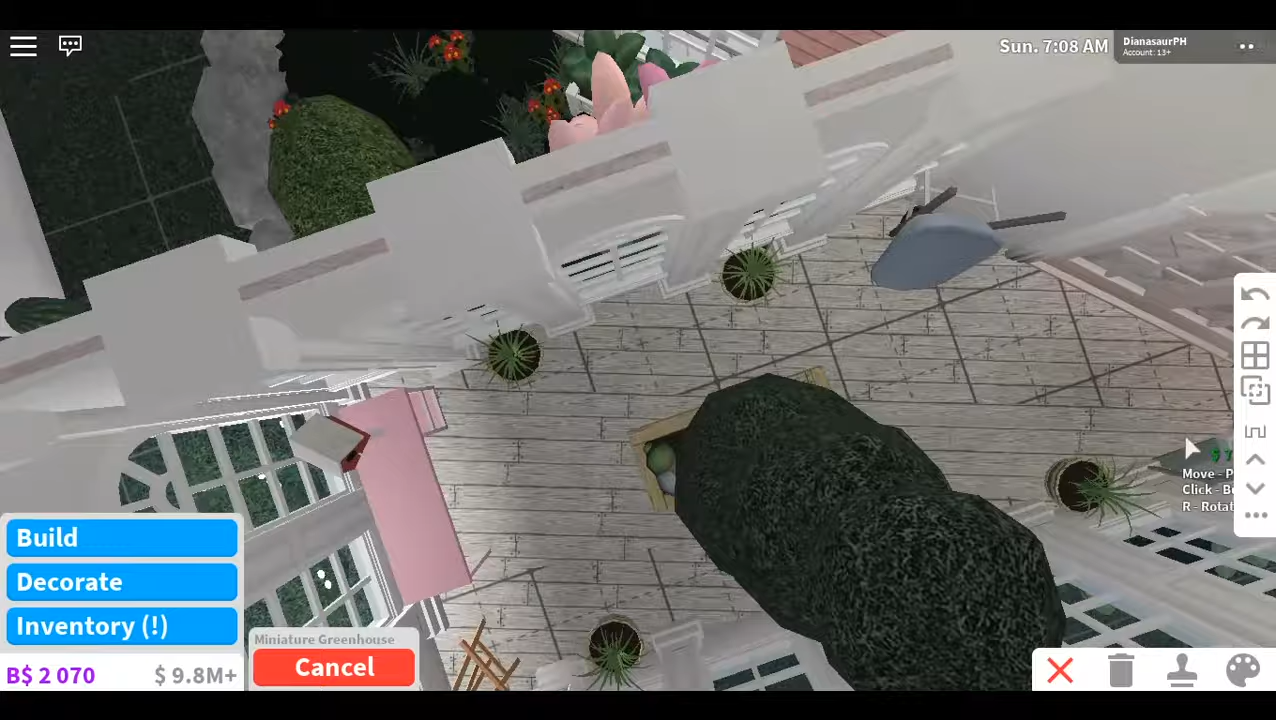 Sun. 7:08 AM
DianasaurPH
Account: 13+
Move - P
Click - B
R - Rotat
Build
Decorate
Inventory (!)
B$ 2 070
$ 9.8M+
Miniature Greenhouse
Cancel